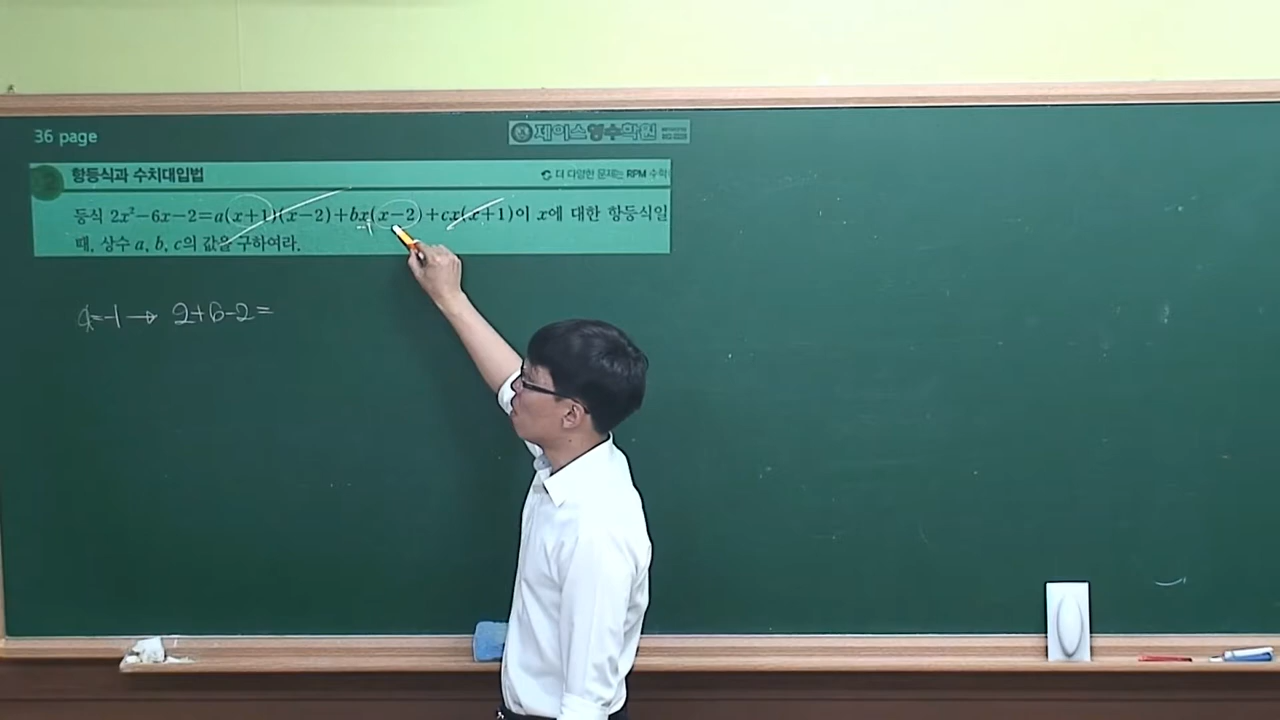 36 page
제이스영수학원
항등식과 수치대입법
더 다양한 문제는 RPM 수학
등식 2x²-6x-2=a(x+1)(x-2)+bx(x-2)+cx(x+1)이 x에 대한 항등식일
때, 상수 a, b, c의 값을 구하여라.
-1
x=-1 → 2+6-2=